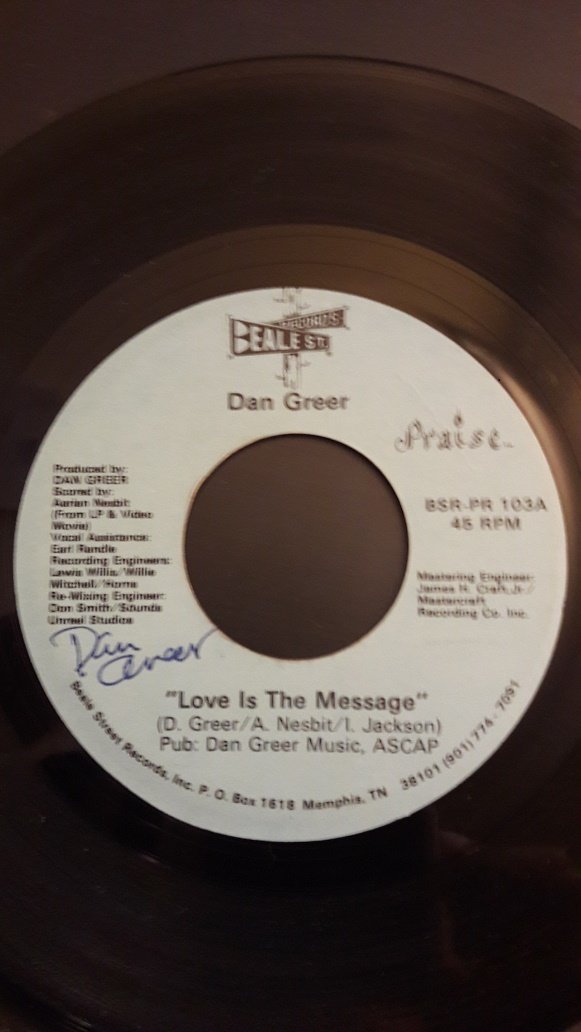 RECORDS
BEALE ST.
Dan Greer
Praise
Produced by:
DAN GREER
Scored by:
Aarian Nesbit
(From LP & Video
Movie)
Vocal Assistance:
Earl Randle
Recording Engineers:
Lewis Willis/Willie
Mitchell/Horns
Re-Mixing Engineer:
Don Smith/Sounds
Unreal Studios
BSR-PR 103A
45 RPM
Mastering Engineer:
James H. Craft, Jr./
Mastercraft
Recording Co. Inc.
Dan
Greer
"Love Is The Message"
(D. Greer/A. Nesbit/I. Jackson)
Pub: Dan Greer Music, ASCAP
Beale Street Records, Inc. P. O. Box 1618 Memphis, TN 38101 (901) 774-7091